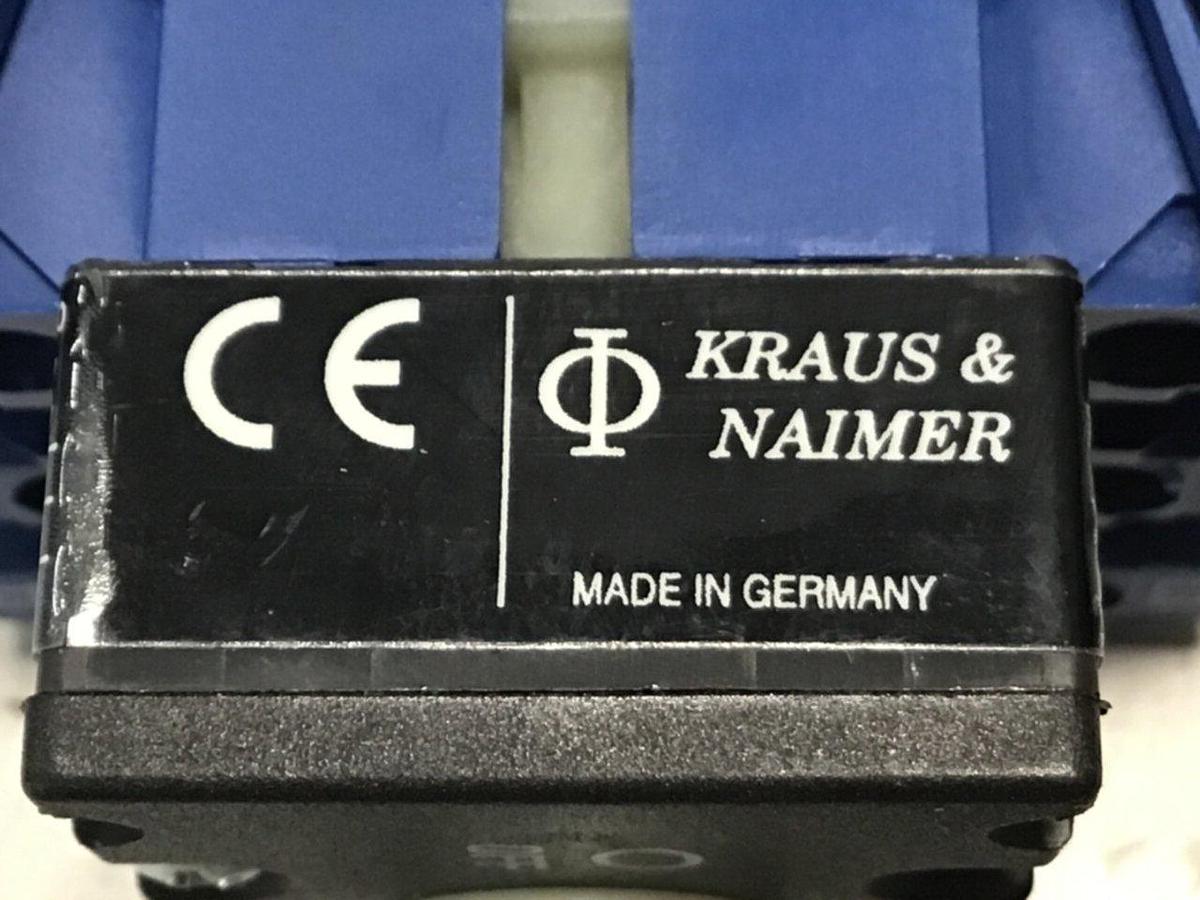 CE
Φ KRAUS &
NAIMER
MADE IN GERMANY